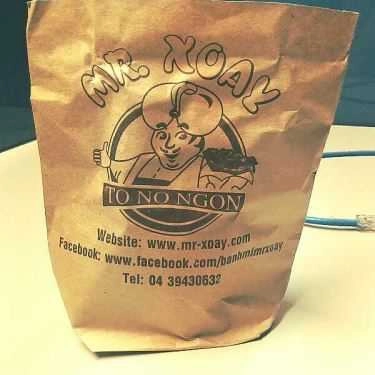 MR. XOAY
TO NO NGON
Website: www.mr-xoay.com
Facebook: www.facebook.com/banhmimrxoay
Tel: 04 39430632